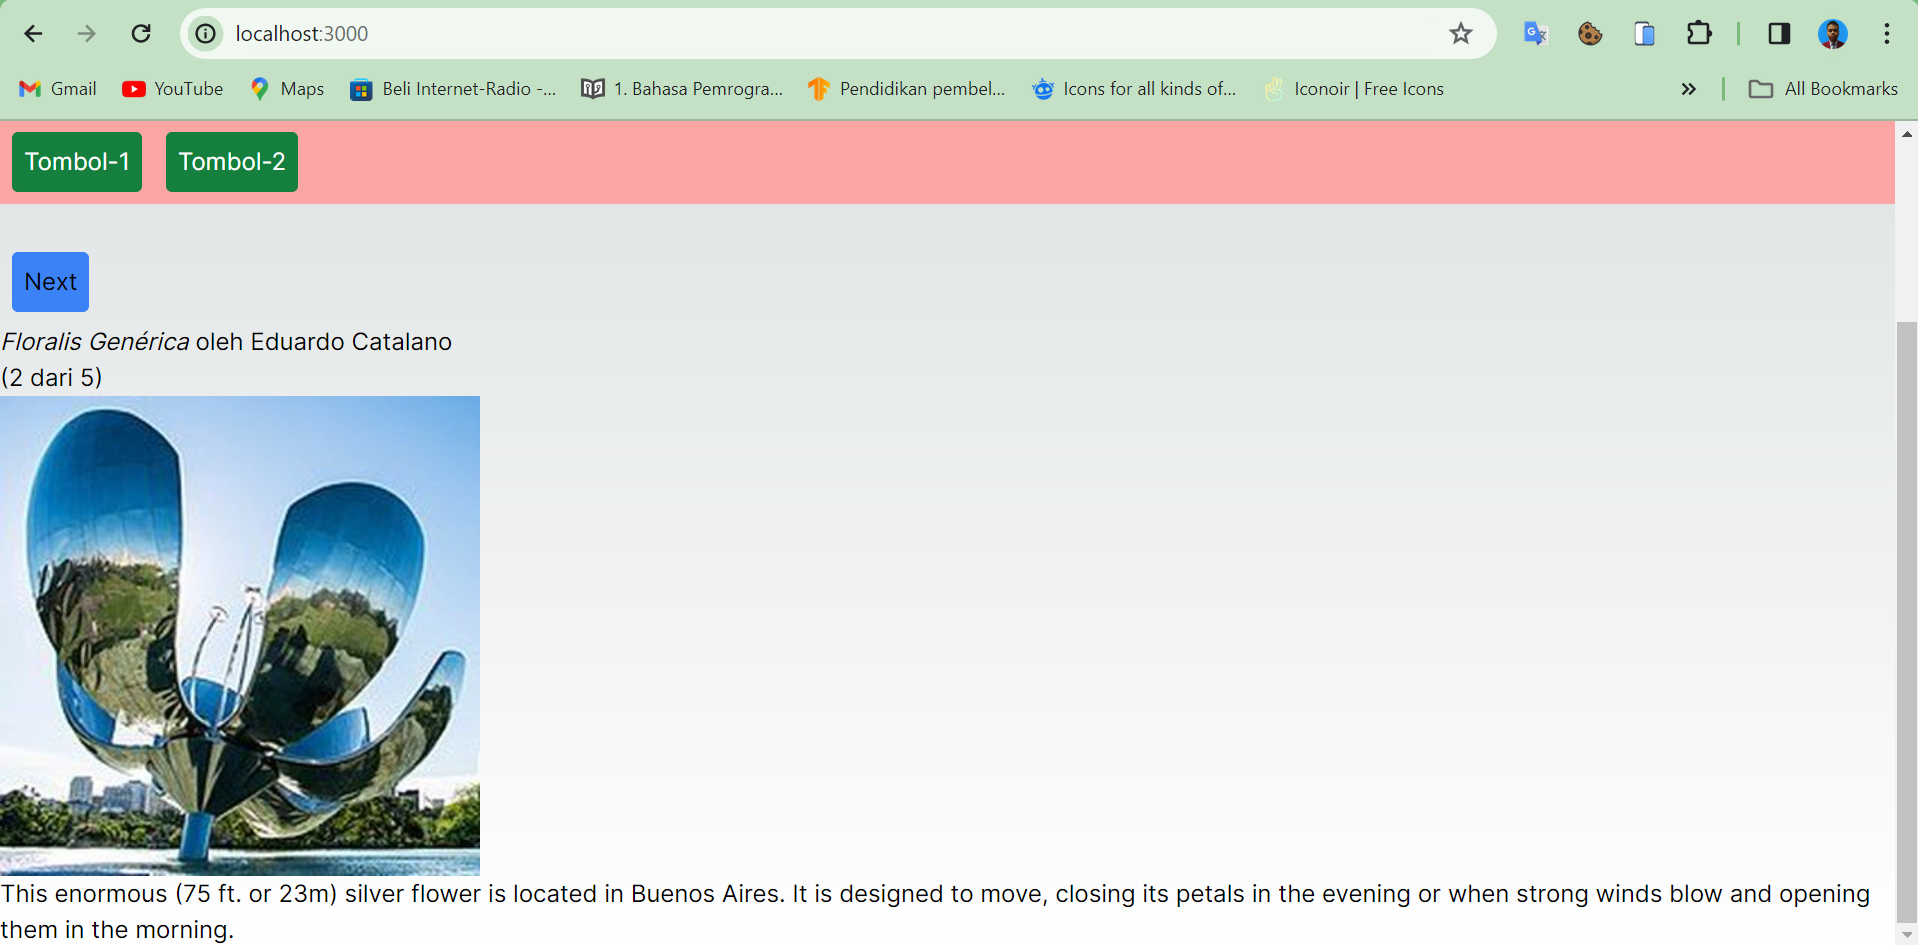 localhost:3000
Gmail YouTube Maps Beli Internet-Radio -... 1. Bahasa Pemrogra... Pendidikan pembel... Icons for all kinds of... Iconoir | Free Icons » All Bookmarks
Tombol-1 Tombol-2
Next
Floralis Genérica oleh Eduardo Catalano
(2 dari 5)
This enormous (75 ft. or 23m) silver flower is located in Buenos Aires. It is designed to move, closing its petals in the evening or when strong winds blow and opening
them in the morning.